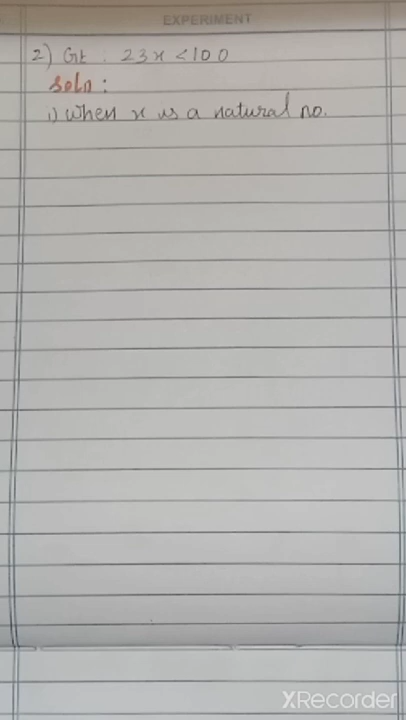 EXPERIMENT
2) Gt : 23x < 100
Soln :
i) when x is a natural no.
XRecorder